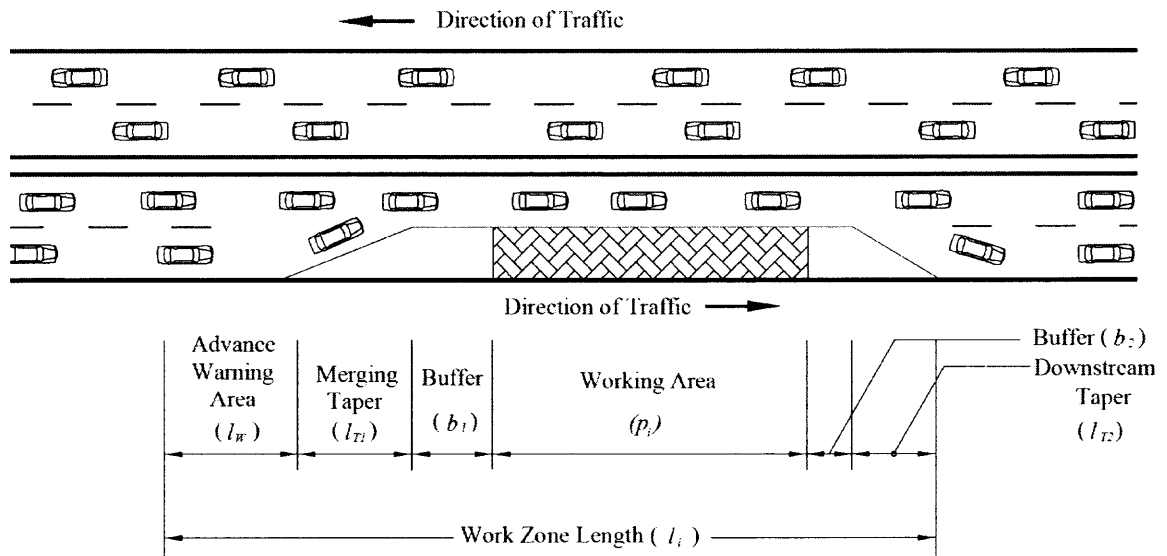 Direction of Traffic
Direction of Traffic
Advance
Warning
Area
(l_W)
Merging
Taper
(l_T1)
Buffer
(b_1)
Working Area
(p_i)
Buffer (b_2)
Downstream
Taper
(l_T2)
Work Zone Length (l_i)